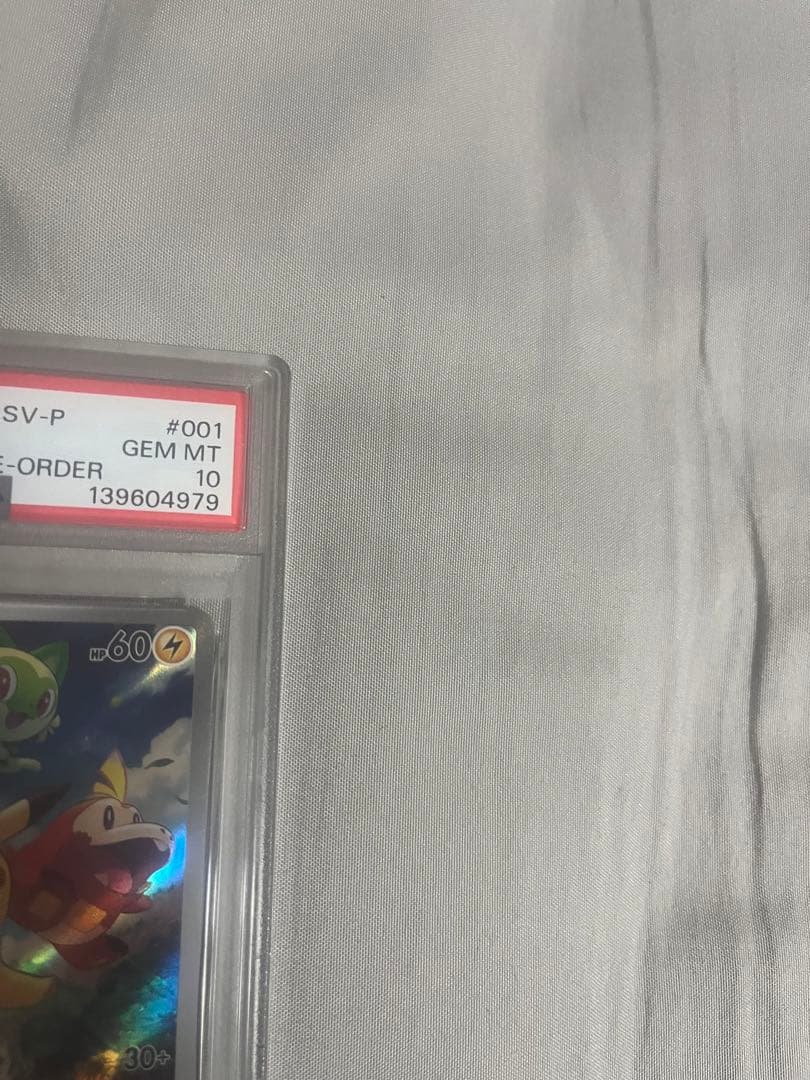 SV-P #001
GEM MT
E-ORDER 10
139604979
HP60
30+